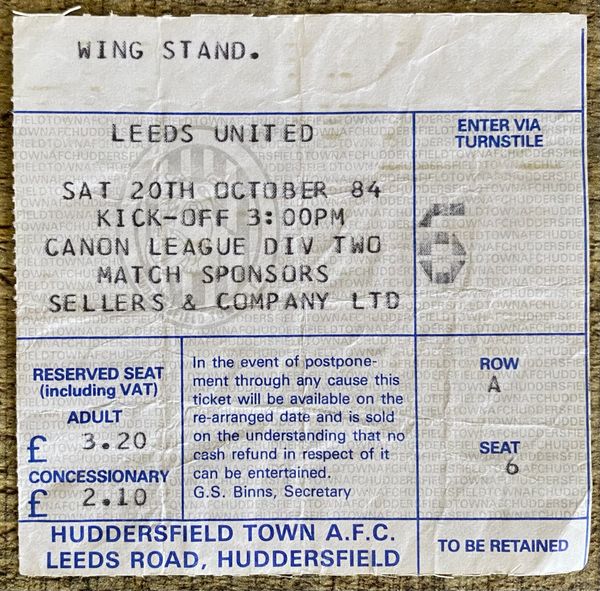 WING STAND.
LEEDS UNITED
SAT 20TH OCTOBER 84
KICK-OFF 3:00PM
CANON LEAGUE DIV TWO
MATCH SPONSORS
SELLERS & COMPANY LTD
ENTER VIA
TURNSTILE
6
RESERVED SEAT
(including VAT)
ADULT
£ 3.20
CONCESSIONARY
£ 2.10
In the event of postpone-
ment through any cause this
ticket will be available on the
re-arranged date and is sold
on the understanding that no
cash refund in respect of it
can be entertained.
G.S. Binns, Secretary
ROW
A
SEAT
6
HUDDERSFIELD TOWN A.F.C.
LEEDS ROAD, HUDDERSFIELD
TO BE RETAINED